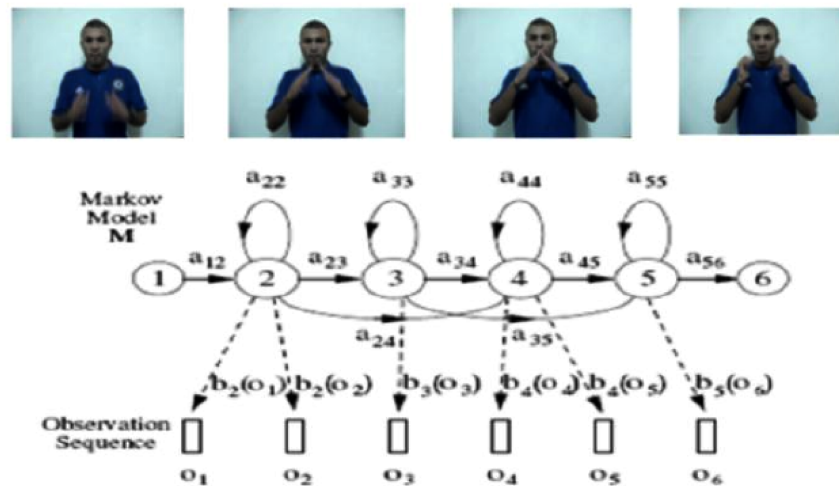 a22 a33 a44 a55
Markov
Model
M
a12 a23 a34 a45 a56
1 2 3 4 5 6
a24 a35
b2(o1) b2(o2) b3(o3) b4(o4) b4(o5) b5(o6)
Observation
Sequence
o1 o2 o3 o4 o5 o6